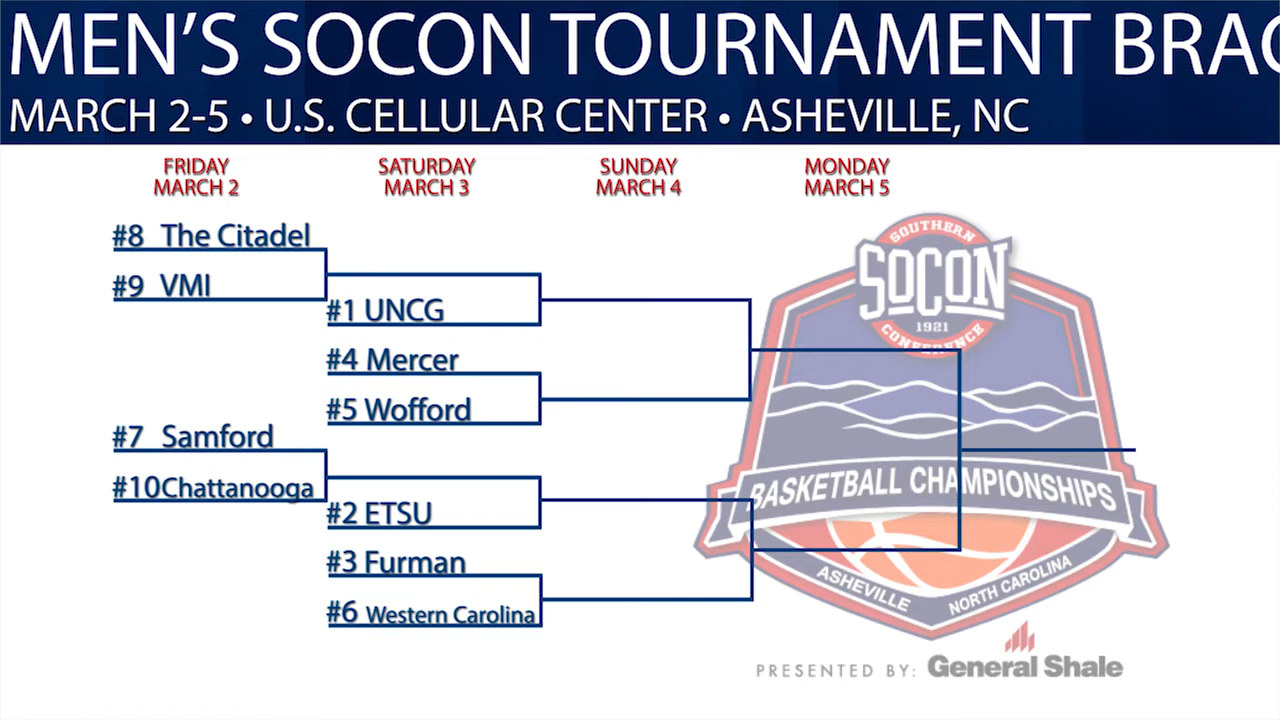 MEN'S SOCON TOURNAMENT BRAC
MARCH 2-5 • U.S. CELLULAR CENTER • ASHEVILLE, NC
FRIDAY
MARCH 2
SATURDAY
MARCH 3
SUNDAY
MARCH 4
MONDAY
MARCH 5
#8 The Citadel
#9 VMI
#1 UNCG
#4 Mercer
#5 Wofford
#7 Samford
#10 Chattanooga
#2 ETSU
#3 Furman
#6 Western Carolina
SOUTHERN
SOCON
1921
CONFERENCE
BASKETBALL CHAMPIONSHIPS
ASHEVILLE NORTH CAROLINA
PRESENTED BY: General Shale